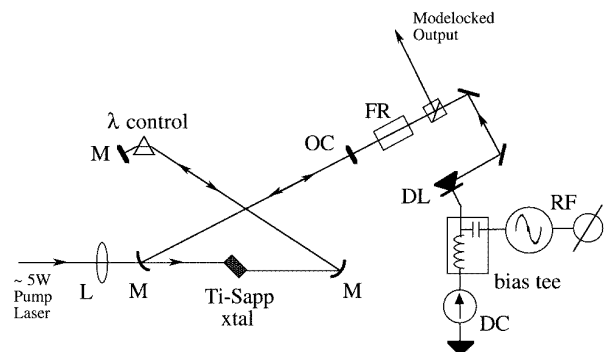 Modelocked
Output
FR
λ control
OC
M
DL
RF
~ 5W
Pump
Laser
L
M
Ti-Sapp
xtal
M
bias tee
DC